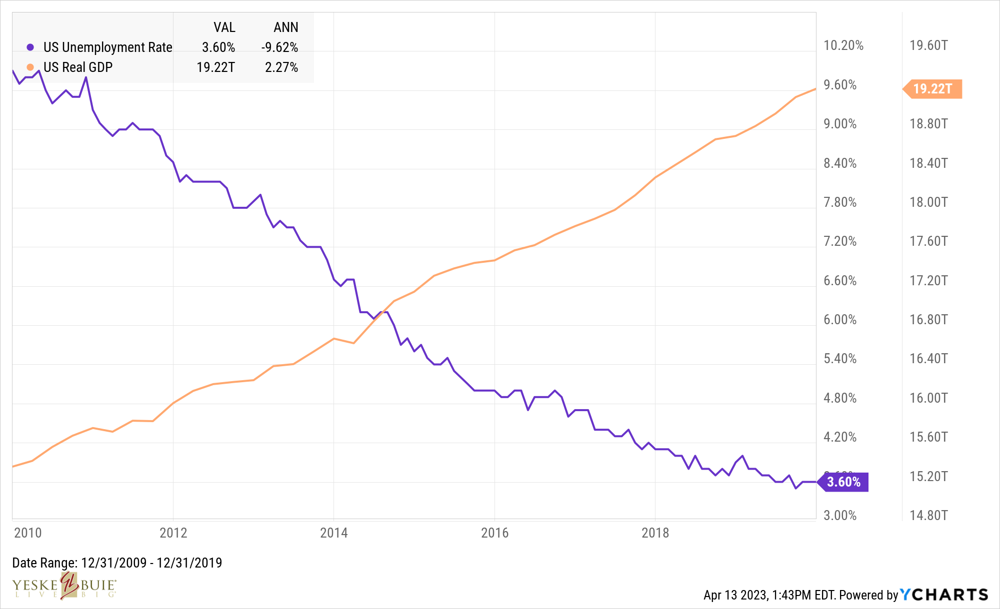 VAL ANN
US Unemployment Rate 3.60% -9.62%
US Real GDP 19.22T 2.27%
10.20% 19.60T
9.60% 19.22T
9.00% 18.80T
8.40% 18.40T
7.80% 18.00T
7.20% 17.60T
6.60% 17.20T
6.00% 16.80T
5.40% 16.40T
4.80% 16.00T
4.20% 15.60T
3.60% 15.20T
3.00% 14.80T
2010 2012 2014 2016 2018
Date Range: 12/31/2009 - 12/31/2019
YESKE BUIE
LIVE BIG
Apr 13 2023, 1:43PM EDT. Powered by YCHARTS